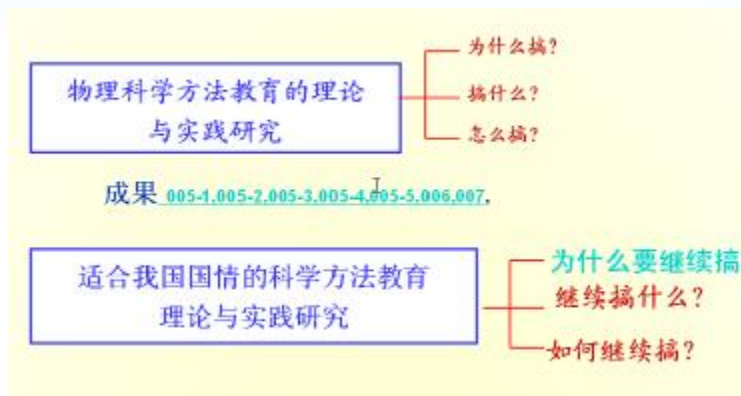 为什么搞?
物理科学方法教育的理论
与实践研究
搞什么?
怎么搞?
成果 005-1,005-2,005-3,005-4,005-5,006,007.
为什么要继续搞
适合我国国情的科学方法教育
理论与实践研究
继续搞什么?
如何继续搞?